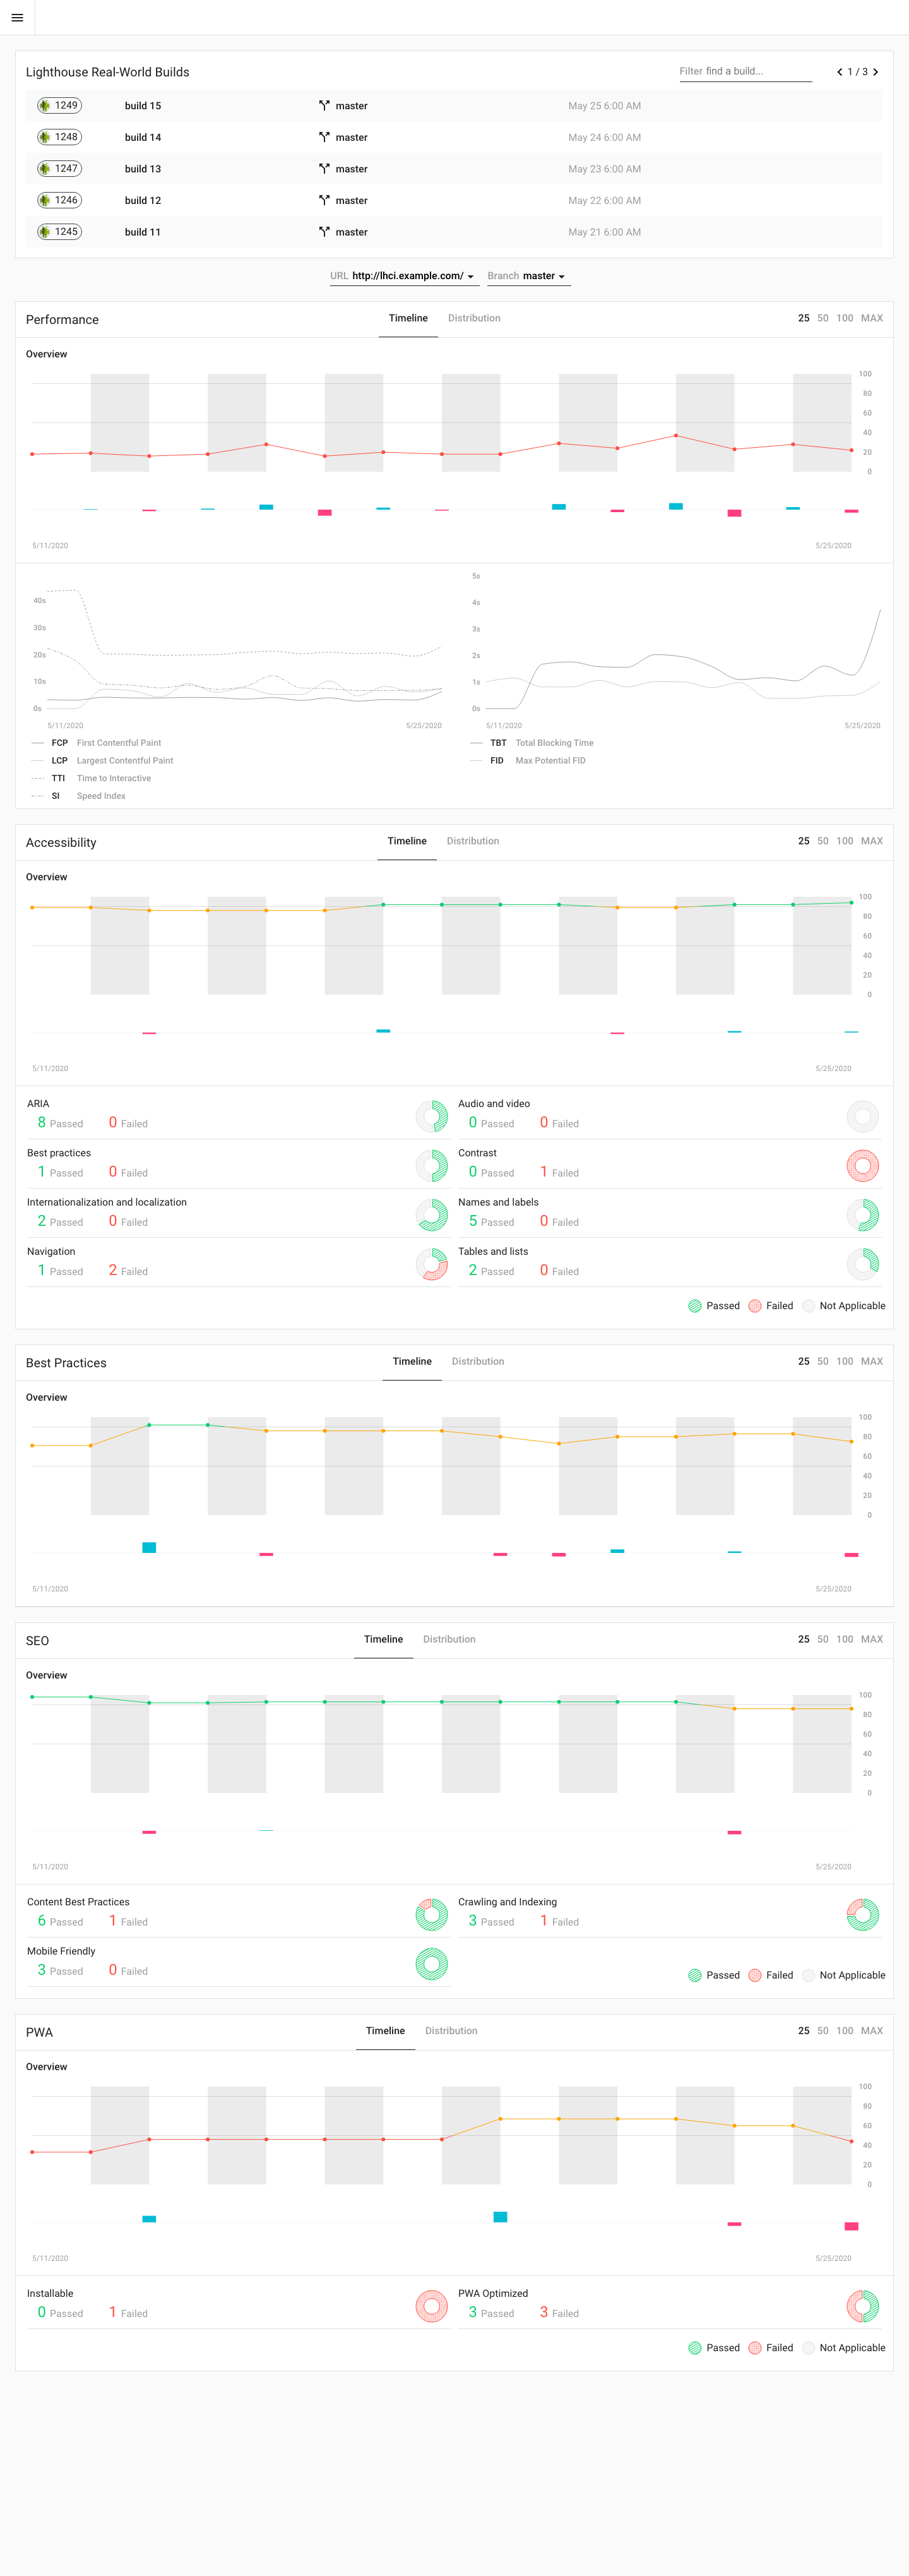 Lighthouse Real-World Builds Filter find a build... 1 / 3
1249 build 15 master May 25 6:00 AM
1248 build 14 master May 24 6:00 AM
1247 build 13 master May 23 6:00 AM
1246 build 12 master May 22 6:00 AM
1245 build 11 master May 21 6:00 AM
URL http://lhci.example.com/ Branch master
Performance Timeline Distribution 25 50 100 MAX
Overview
100
80
60
40
20
0
5/11/2020 5/25/2020
40s
30s
20s
10s
0s
5/11/2020 5/25/2020
FCP First Contentful Paint
LCP Largest Contentful Paint
TTI Time to Interactive
SI Speed Index
5s
4s
3s
2s
1s
0s
5/11/2020 5/25/2020
TBT Total Blocking Time
FID Max Potential FID
Accessibility Timeline Distribution 25 50 100 MAX
Overview
100
80
60
40
20
0
5/11/2020 5/25/2020
ARIA
8 Passed 0 Failed
Audio and video
0 Passed 0 Failed
Best practices
1 Passed 0 Failed
Contrast
0 Passed 1 Failed
Internationalization and localization
2 Passed 0 Failed
Names and labels
5 Passed 0 Failed
Navigation
1 Passed 2 Failed
Tables and lists
2 Passed 0 Failed
Passed Failed Not Applicable
Best Practices Timeline Distribution 25 50 100 MAX
Overview
100
80
60
40
20
0
5/11/2020 5/25/2020
SEO Timeline Distribution 25 50 100 MAX
Overview
100
80
60
40
20
0
5/11/2020 5/25/2020
Content Best Practices
6 Passed 1 Failed
Crawling and Indexing
3 Passed 1 Failed
Mobile Friendly
3 Passed 0 Failed
Passed Failed Not Applicable
PWA Timeline Distribution 25 50 100 MAX
Overview
100
80
60
40
20
0
5/11/2020 5/25/2020
Installable
0 Passed 1 Failed
PWA Optimized
3 Passed 3 Failed
Passed Failed Not Applicable